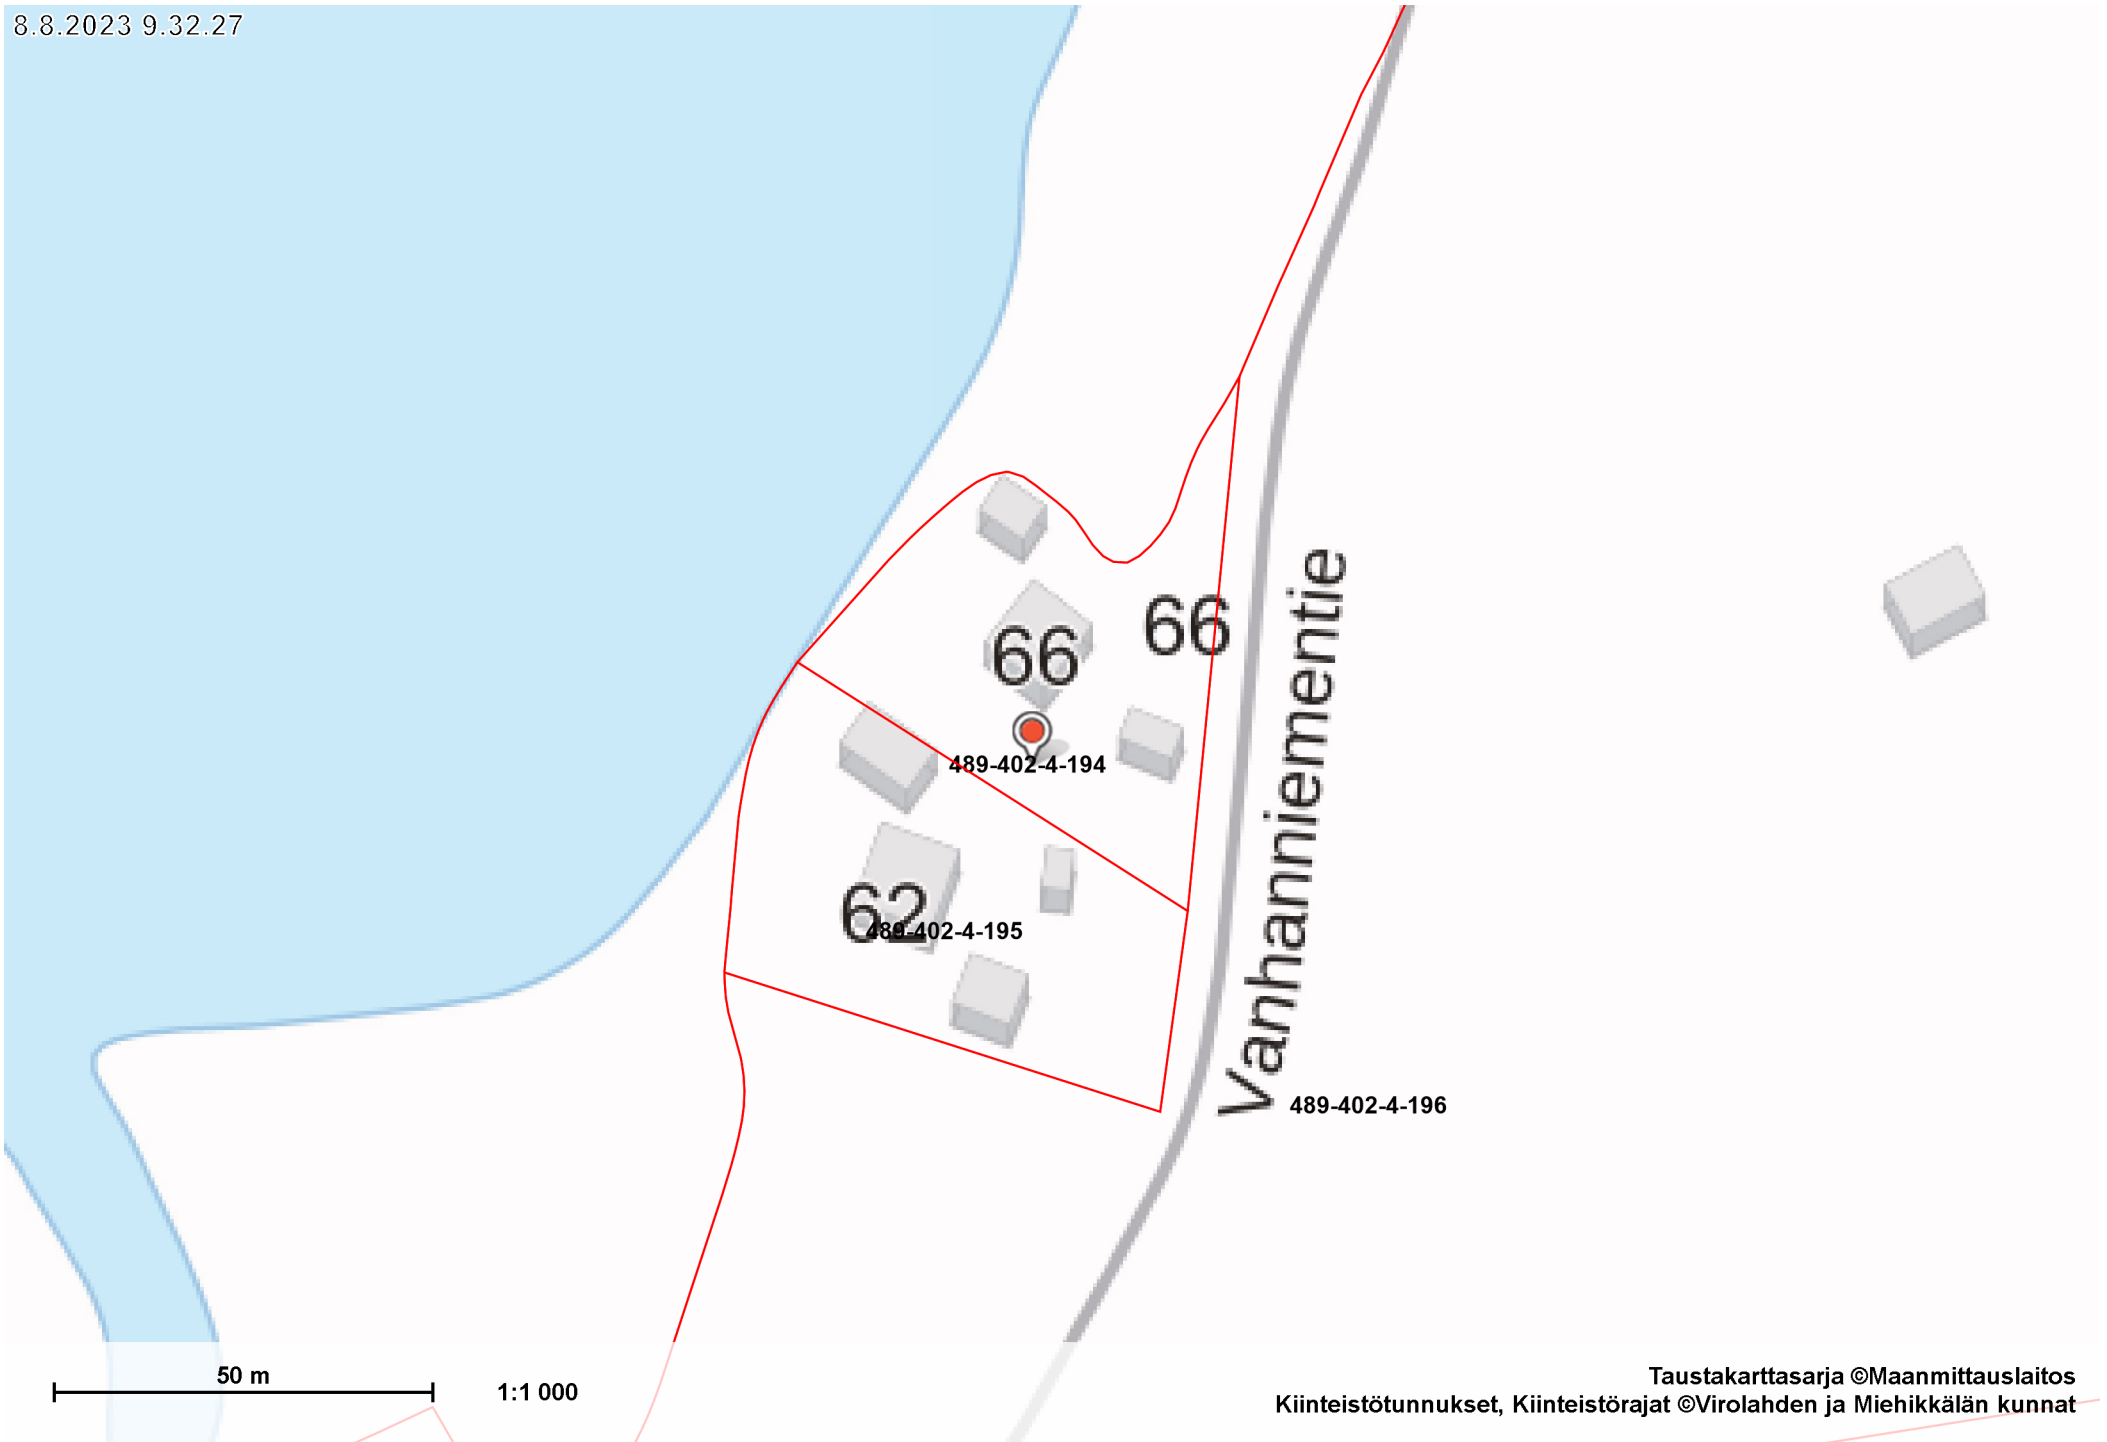 8.8.2023 9.32.27
66
66
Vanhanniementie
489-402-4-194
62
489-402-4-195
489-402-4-196
50 m
1:1 000
Taustakarttasarja ©Maanmittauslaitos
Kiinteistötunnukset, Kiinteistörajat ©Virolahden ja Miehikkälän kunnat